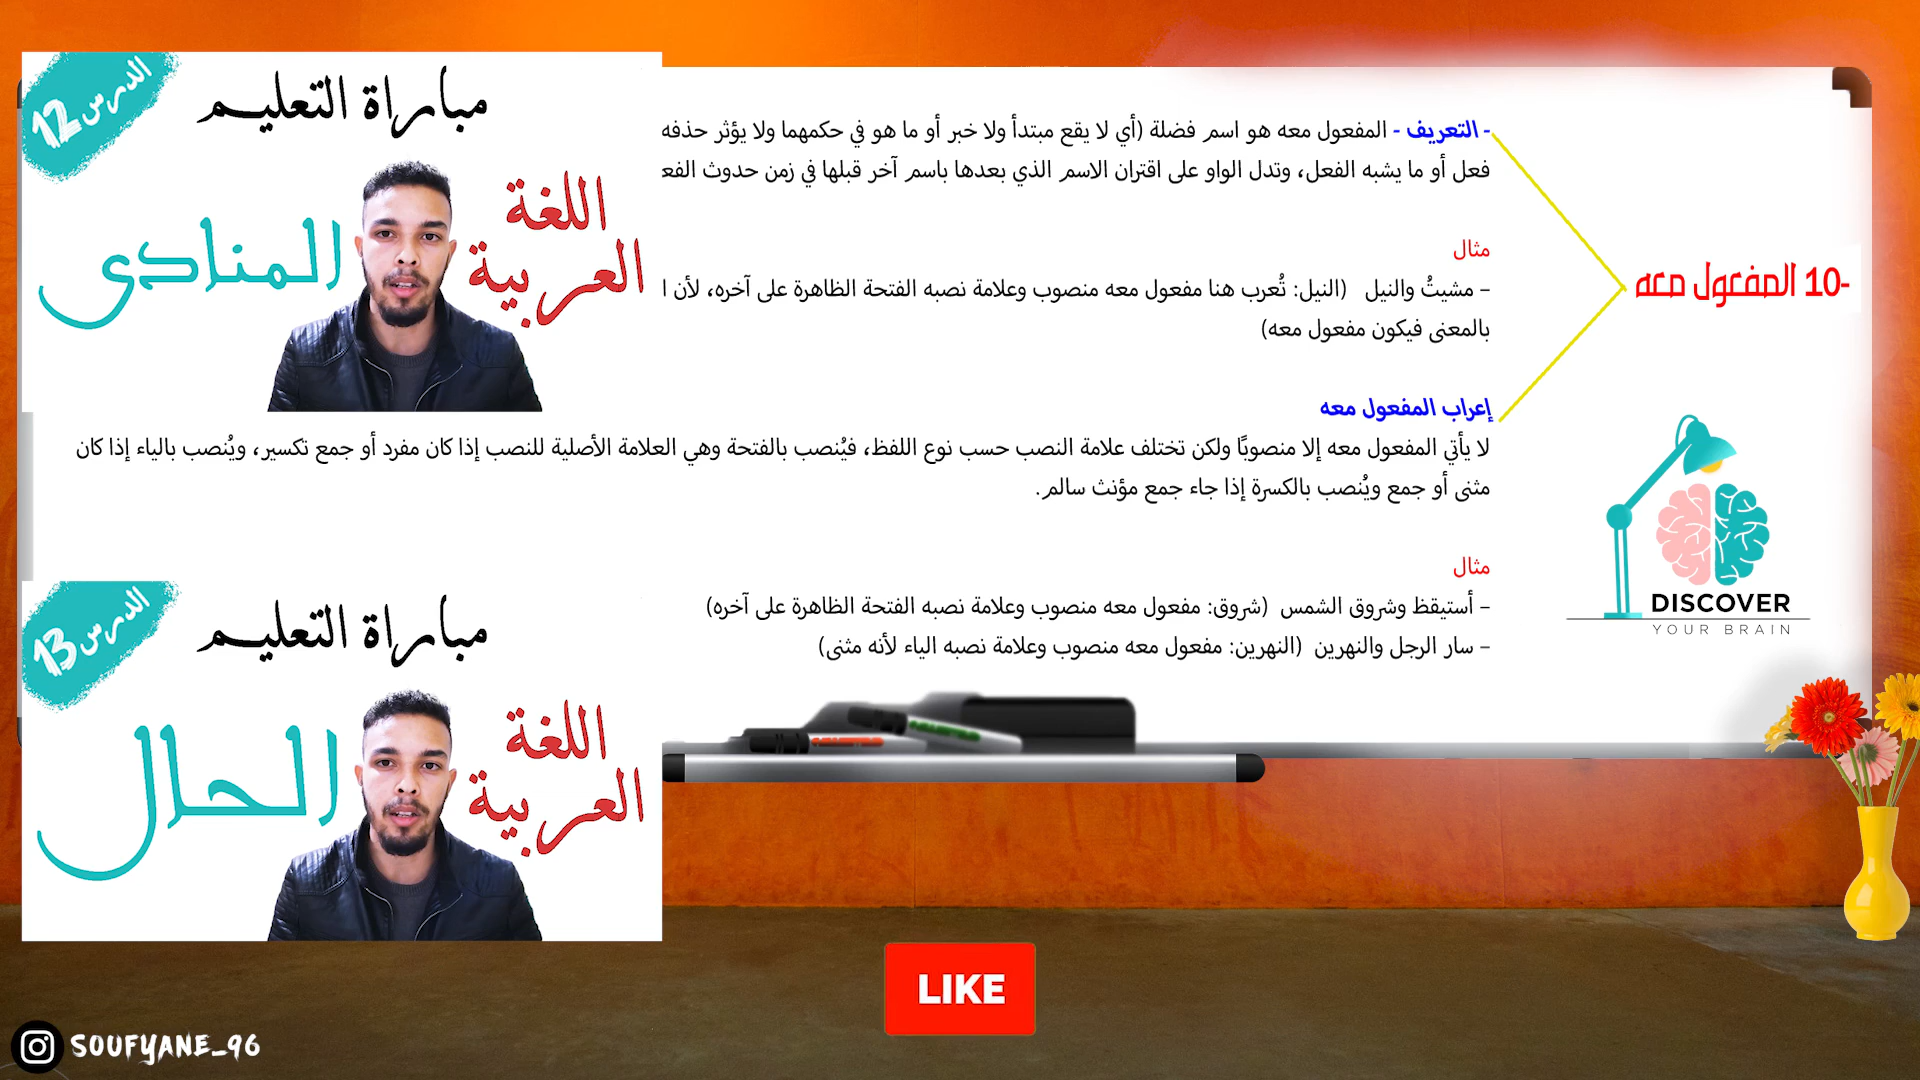 الدرس 12
مباراة التعليم
اللغة
العربية
المنادى
- التعريف - المفعول معه هو اسم فضلة (أي لا يقع مبتدأ ولا خبر أو ما هو في حكمهما ولا يؤثر حذفه
فعل أو ما يشبه الفعل، وتدل الواو على اقتران الاسم الذي بعدها باسم آخر قبلها في زمن حدوث
مثال
– مشيتُ والنيل (النيل: تُعرب هنا مفعول معه منصوب وعلامة نصبه الفتحة الظاهرة على آخره، لأن
بالمعنى فيكون مفعول معه)
-10 المفعول معه
إعراب المفعول معه
لا يأتي المفعول معه إلا منصوبًا ولكن تختلف علامة النصب حسب نوع اللفظ، فيُنصب بالفتحة وهي العلامة الأصلية للنصب إذا كان مفرد أو جمع تكسير، ويُنصب بالياء إذا كان
مثنى أو جمع ويُنصب بالكسرة إذا جاء جمع مؤنث سالم.
مثال
– أستيقظ وشروق الشمس (شروق: مفعول معه منصوب وعلامة نصبه الفتحة الظاهرة على آخره)
– سار الرجل والنهرين (النهرين: مفعول معه منصوب وعلامة نصبه الياء لأنه مثنى)
DISCOVER
YOUR BRAIN
الدرس 13
مباراة التعليم
اللغة
العربية
الحال
LIKE
SOUFYANE_96